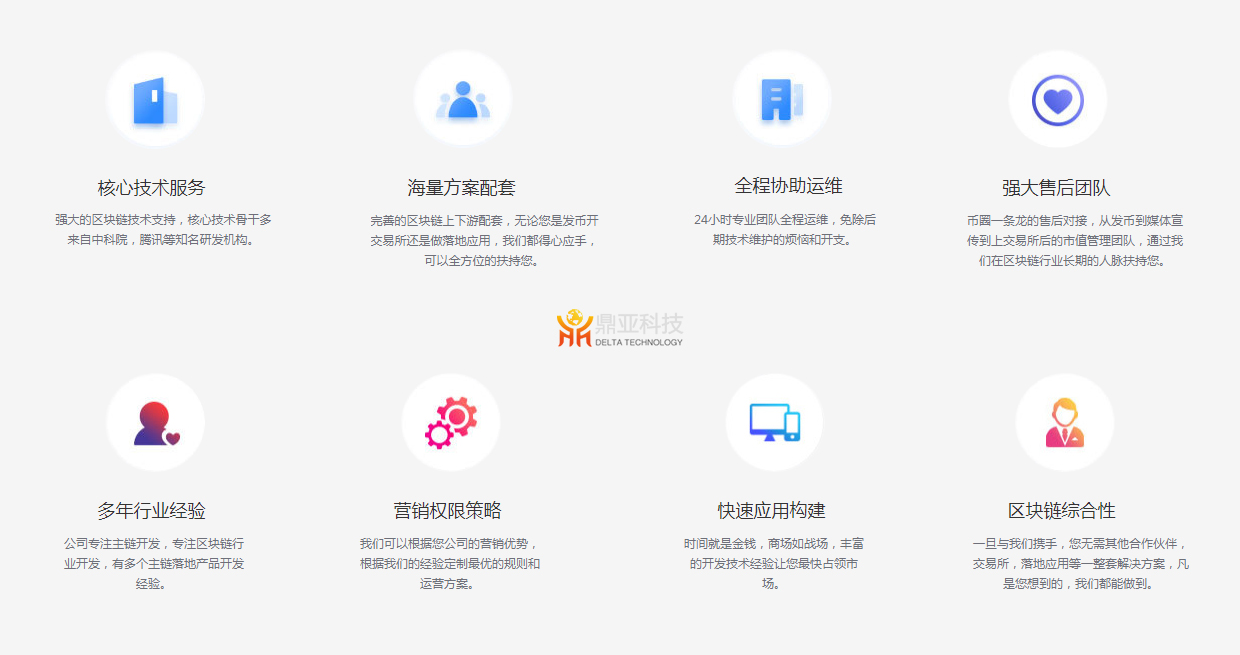 核心技术服务
强大的区块链技术支持，核心技术骨干多
来自中科院，腾讯等知名研发机构。
海量方案配套
完善的区块链上下游配套，无论您是发币开
交易所还是做落地应用，我们都得心应手，
可以全方位的扶持您。
全程协助运维
24小时专业团队全程运维，免除后
期技术维护的烦恼和开支。
强大售后团队
币圈一条龙的售后对接，从发币到媒体宣
传到上交易所后的市值管理团队，通过我
们在区块链行业长期的人脉扶持您。
鼎亚科技
DELTA TECHNOLOGY
多年行业经验
公司专注主链开发，专注区块链行
业开发，有多个主链落地产品开发
经验。
营销权限策略
我们可以根据您公司的营销优势，
根据我们的经验定制最优的规则和
运营方案。
快速应用构建
时间就是金钱，商场如战场，丰富
的开发技术经验让您最快占领市
场。
区块链综合性
一旦与我们携手，您无需其他合作伙伴，
交易所，落地应用等一整套解决方案，凡
是您想到的，我们都能做到。